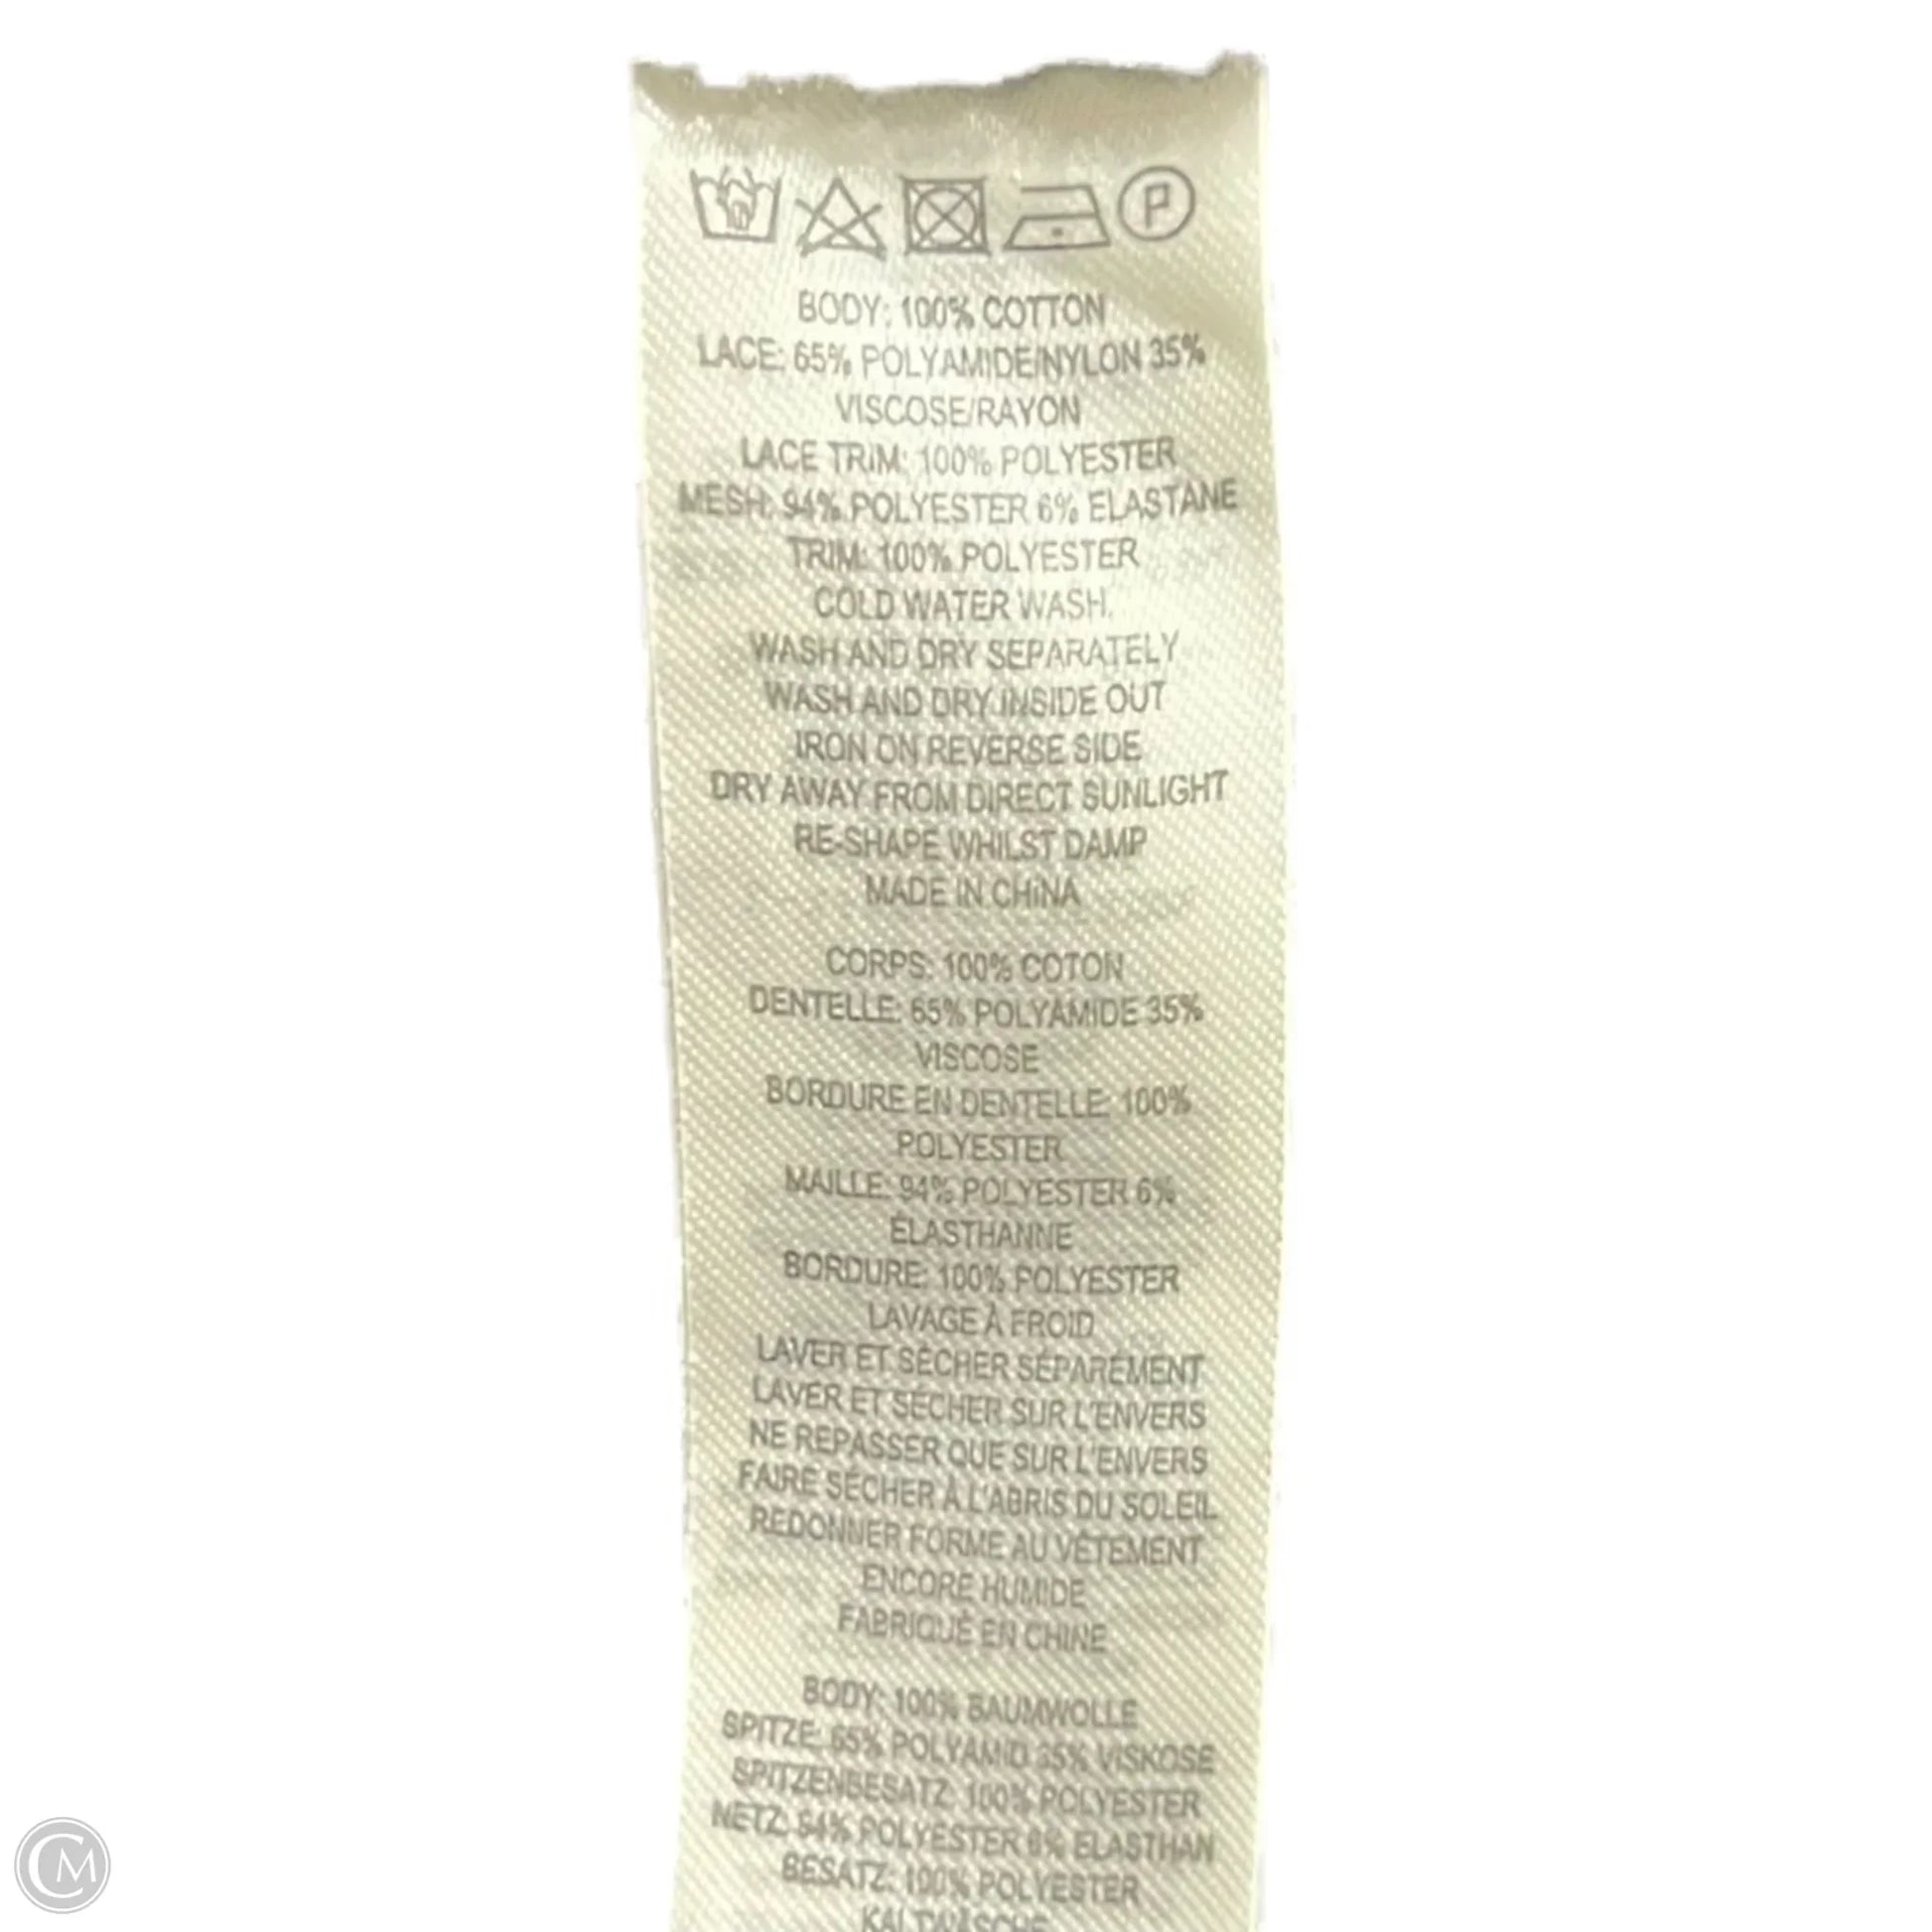 P
BODY: 100% COTTON
LACE: 65% POLYAMIDE/NYLON 35%
VISCOSE/RAYON
LACE TRIM: 100% POLYESTER
MESH: 94% POLYESTER 6% ELASTANE
TRIM: 100% POLYESTER
COLD WATER WASH.
WASH AND DRY SEPARATELY
WASH AND DRY INSIDE OUT
IRON ON REVERSE SIDE
DRY AWAY FROM DIRECT SUNLIGHT
RE-SHAPE WHILST DAMP
MADE IN CHINA
CORPS: 100% COTON
DENTELLE: 65% POLYAMIDE 35%
VISCOSE
BORDURE EN DENTELLE: 100%
POLYESTER
MAILLE: 94% POLYESTER 6%
ÉLASTHANNE
BORDURE: 100% POLYESTER
LAVAGE À FROID
LAVER ET SÉCHER SÉPARÉMENT
LAVER ET SÉCHER SUR L'ENVERS
NE REPASSER QUE SUR L'ENVERS
FAIRE SÉCHER À L'ABRIS DU SOLEIL
REDONNER FORME AU VÊTEMENT
ENCORE HUMIDE
FABRIQUÉ EN CHINE
BODY: 100% BAUMWOLLE
SPITZE: 65% POLYAMID 35% VISKOSE
SPITZENBESATZ: 100% POLYESTER
NETZ: 94% POLYESTER 6% ELASTHAN
BESATZ: 100% POLYESTER
KALTWÄSCHE
CM